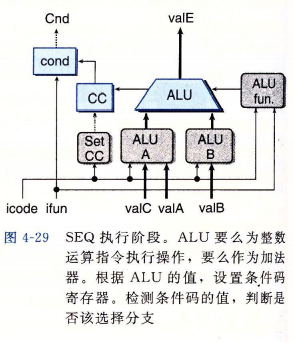 Cnd
valE
cond
CC
ALU
ALU
fun.
Set
CC
ALU
A
ALU
B
icode ifun
valC valA
valB
图 4-29 SEQ 执行阶段。ALU 要么为整数
运算指令执行操作，要么作为加法
器。根据 ALU 的值，设置条件码
寄存器。检测条件码的值，判断是
否该选择分支